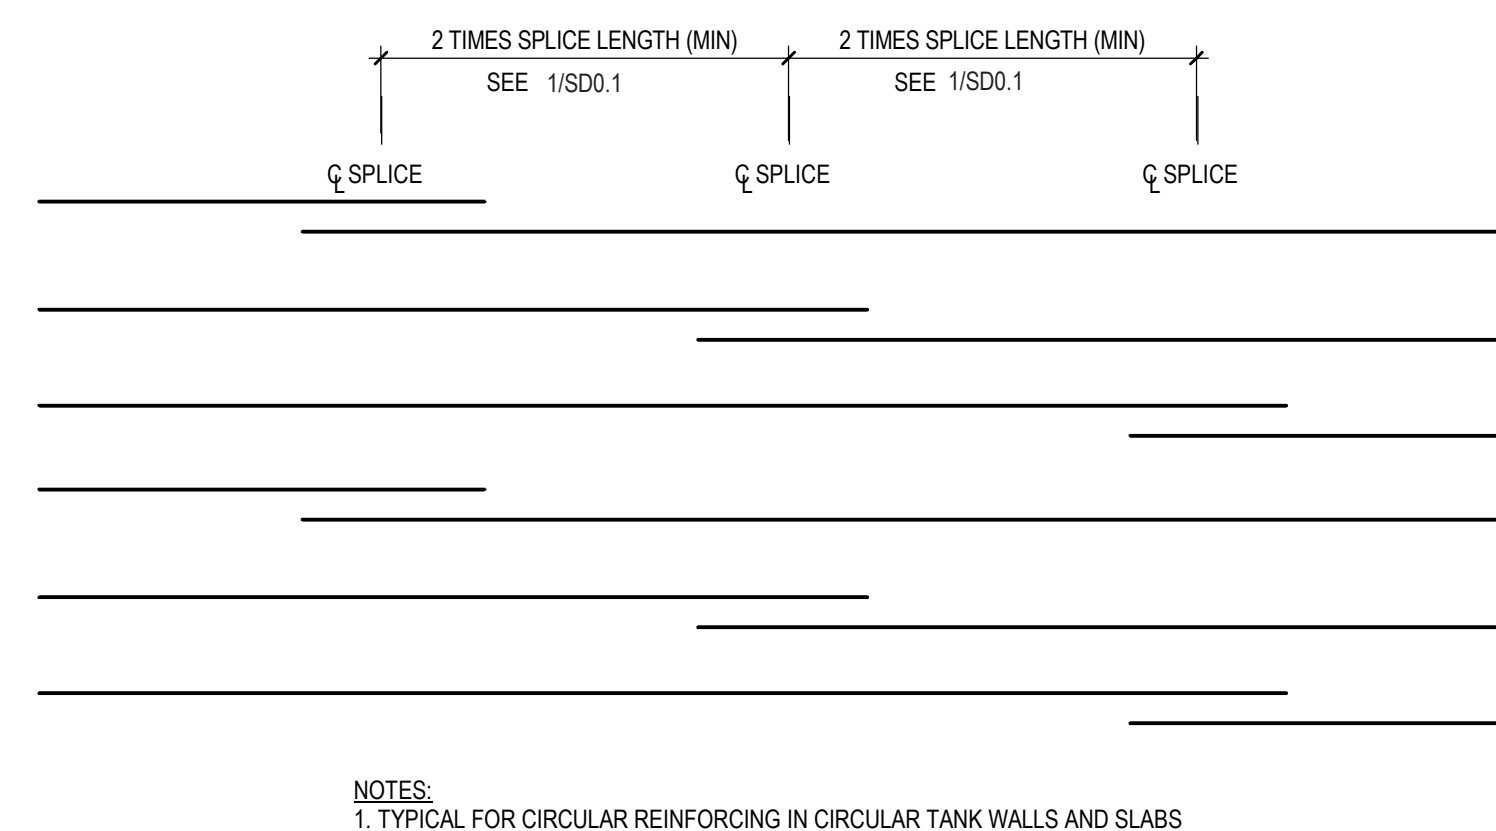 2 TIMES SPLICE LENGTH (MIN) 2 TIMES SPLICE LENGTH (MIN)
SEE 1/SD0.1 SEE 1/SD0.1
℄ SPLICE ℄ SPLICE ℄ SPLICE
NOTES:
1. TYPICAL FOR CIRCULAR REINFORCING IN CIRCULAR TANK WALLS AND SLABS